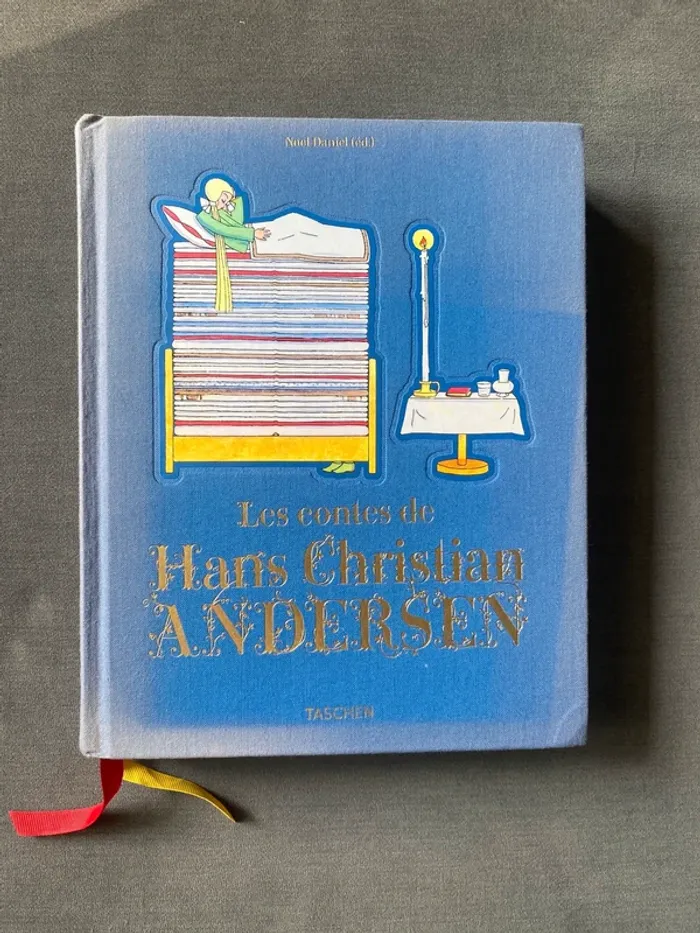 Noel Daniel (éd.)
Les contes de
Hans Christian
ANDERSEN
TASCHEN